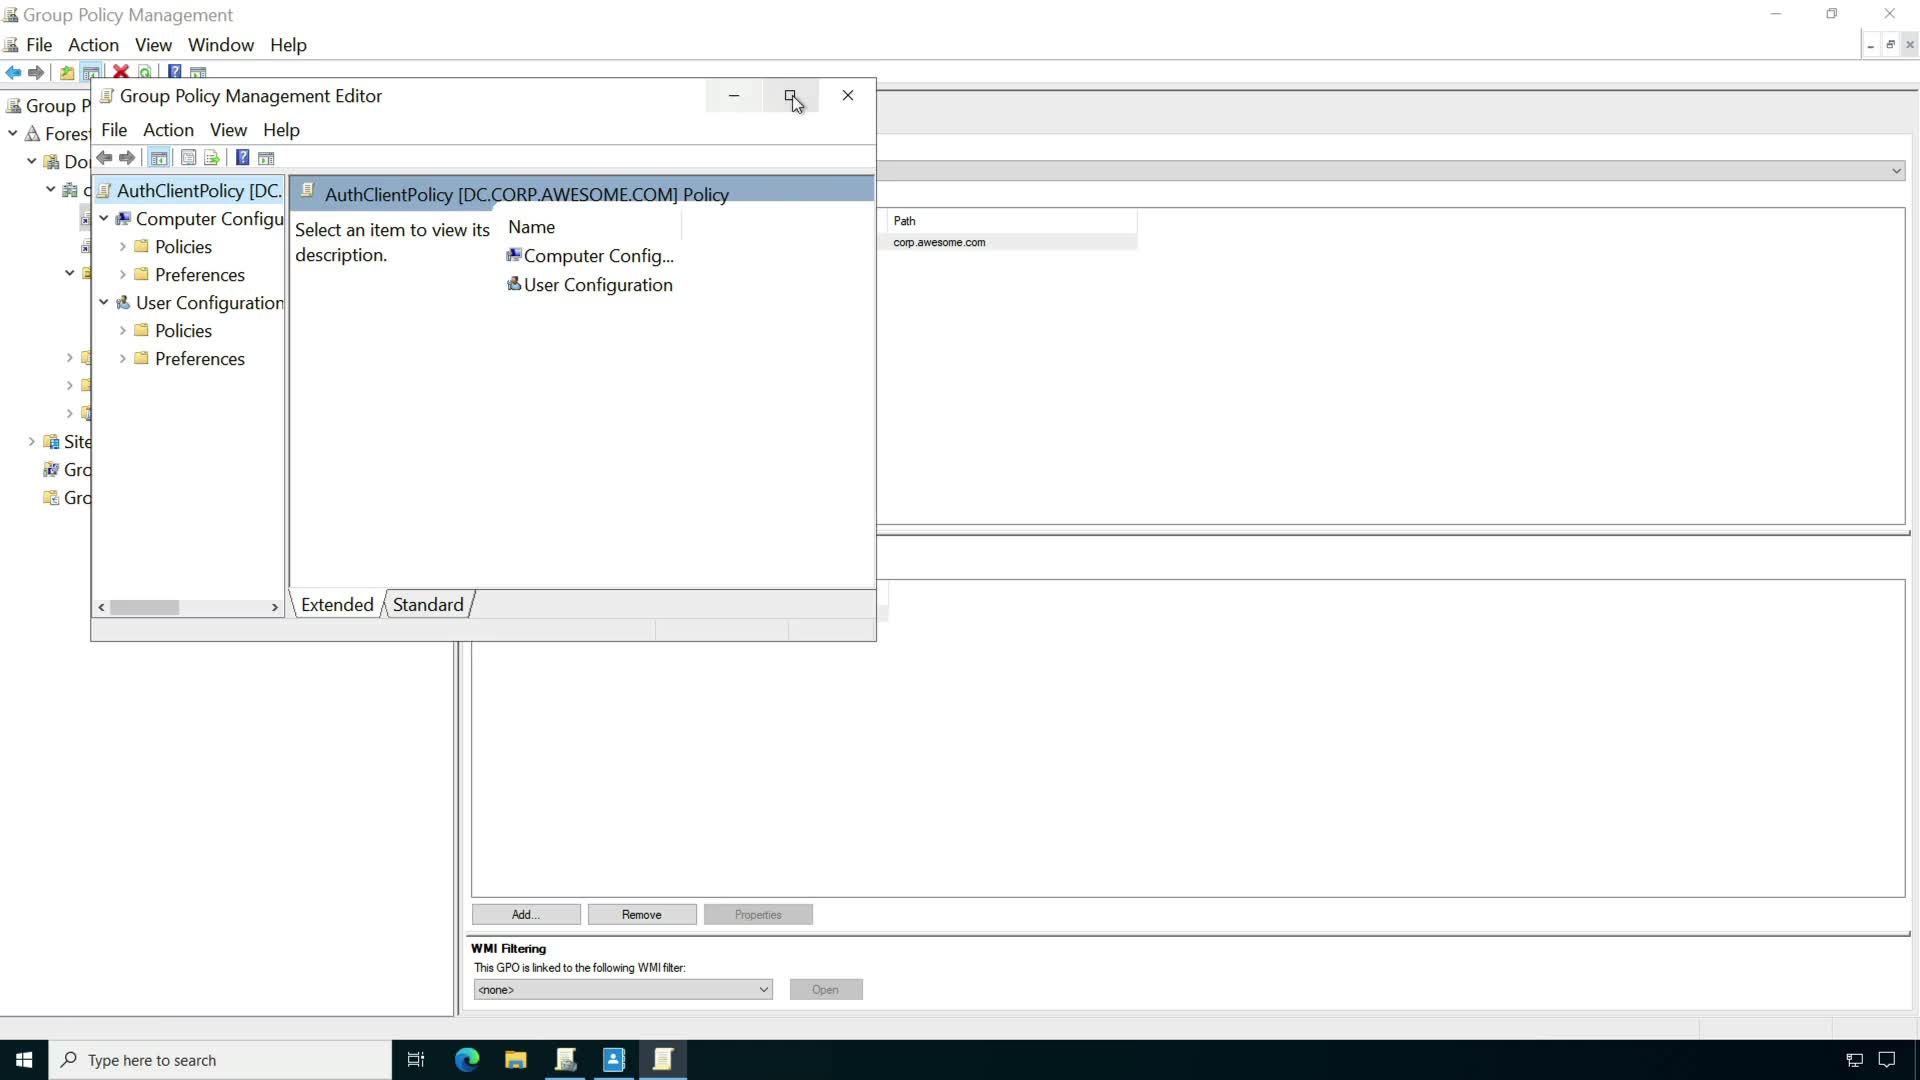 Group Policy Management
File Action View Window Help
Group P
Group Policy Management Editor
Forest
File Action View Help
Dor
AuthClientPolicy [DC.
Computer Configu
Policies
Preferences
User Configuration
Policies
Preferences
Site
Gro
Gro
AuthClientPolicy [DC.CORP.AWESOME.COM] Policy
Select an item to view its
description.
Name
Computer Config...
User Configuration
Extended
Standard
Path
corp.awesome.com
Add...
Remove
Properties
WMI Filtering
This GPO is linked to the following WMI filter:
<none>
Open
Type here to search